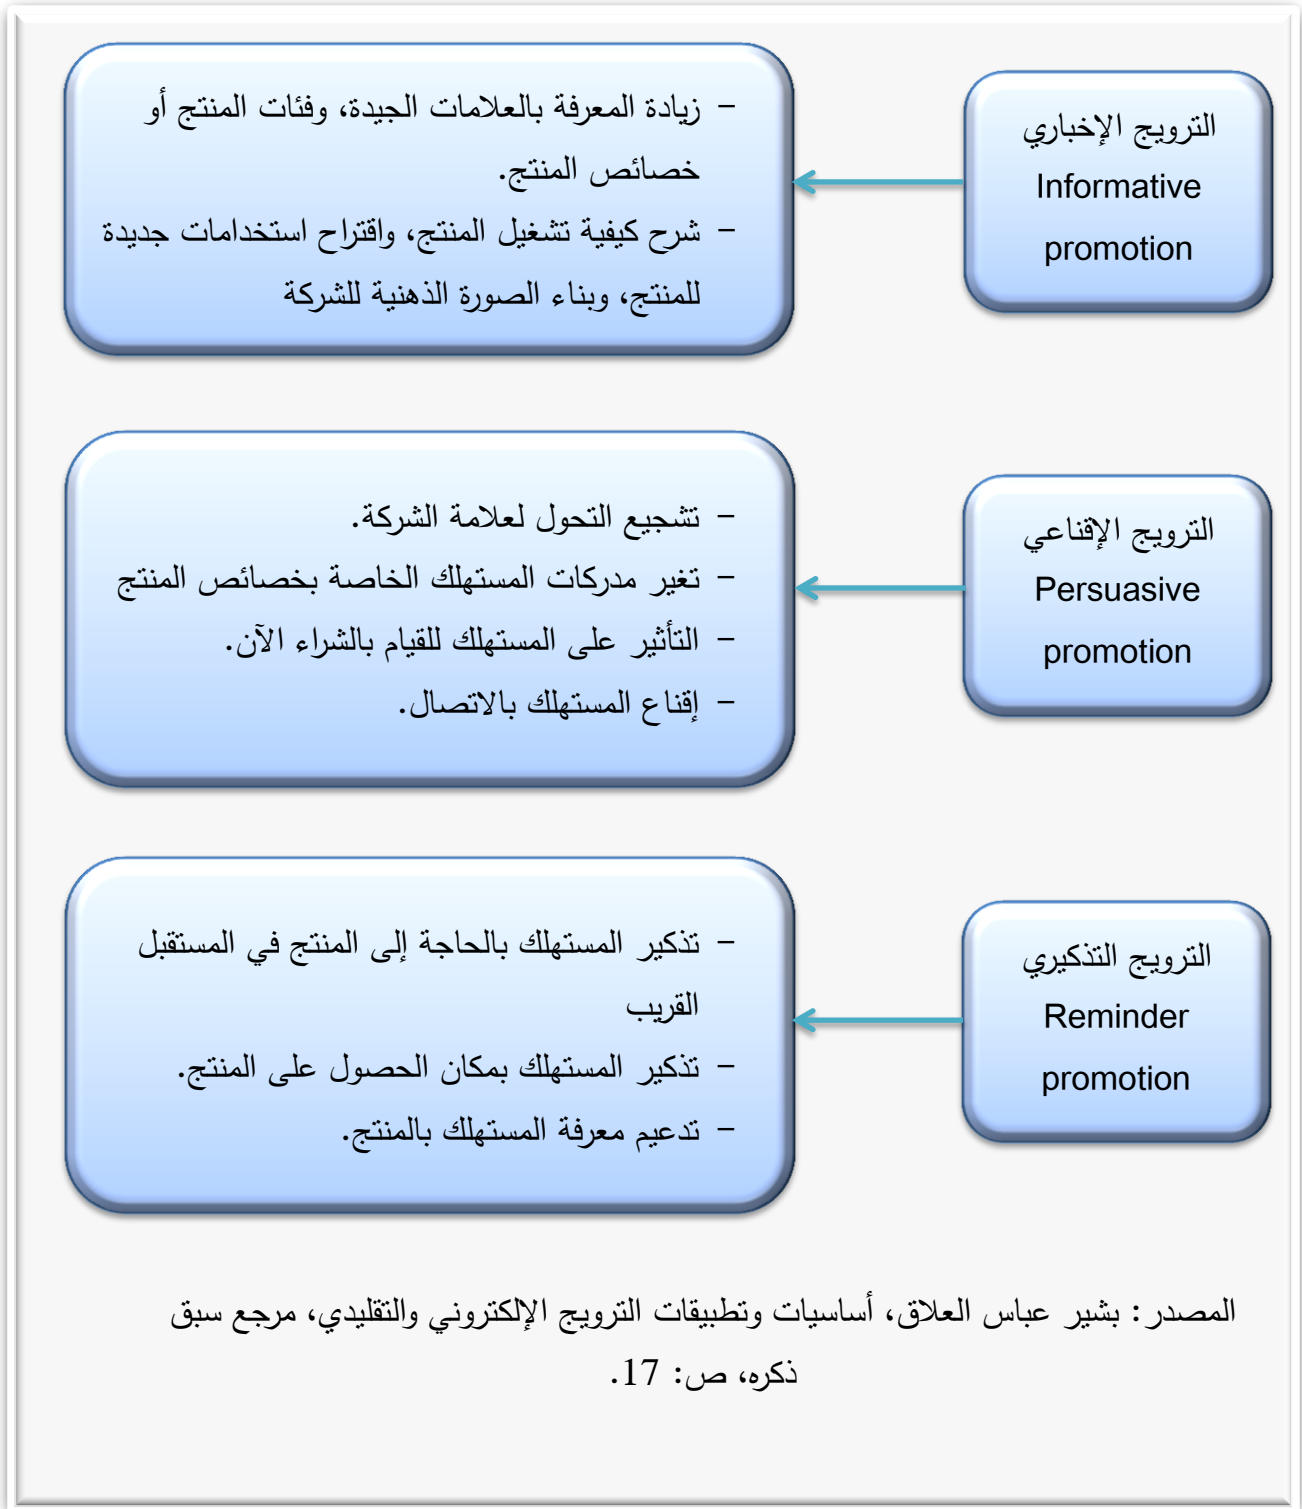 الترويج الإخباري
Informative
promotion
- زيادة المعرفة بالعلامات الجيدة، وفئات المنتج أو
خصائص المنتج.
- شرح كيفية تشغيل المنتج، واقتراح استخدامات جديدة
للمنتج، وبناء الصورة الذهنية للشركة
الترويج الإقناعي
Persuasive
promotion
- تشجيع التحول لعلامة الشركة.
- تغير مدركات المستهلك الخاصة بخصائص المنتج
- التأثير على المستهلك للقيام بالشراء الآن.
- إقناع المستهلك بالاتصال.
الترويج التذكيري
Reminder
promotion
- تذكير المستهلك بالحاجة إلى المنتج في المستقبل
القريب
- تذكير المستهلك بمكان الحصول على المنتج.
- تدعيم معرفة المستهلك بالمنتج.
المصدر: بشير عباس العلاق، أساسيات وتطبيقات الترويج الإلكتروني والتقليدي، مرجع سبق
ذكره، ص: 17.